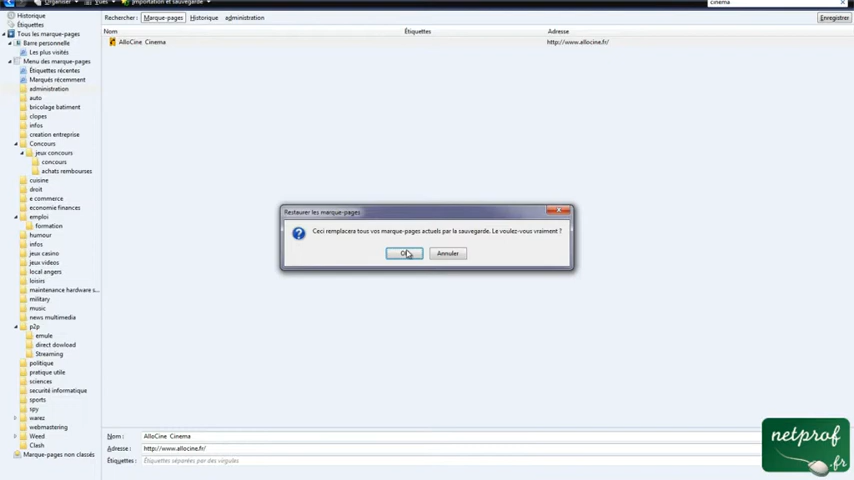 Organiser Vues Importation et sauvegarde cinema
Historique
Étiquettes
Tous les marque-pages
Barre personnelle
Les plus visités
Menu des marque-pages
Étiquettes récentes
Marqués récemment
administration
auto
bricolage batiment
clopes
infos
creation entreprise
Concours
jeux concours
concours
achats rembourses
cuisine
droit
e commerce
economie finances
emploi
formation
humour
infos
jeux casino
jeux videos
local angers
loisirs
maintenance hardware s...
military
music
news multimedia
p2p
emule
direct dowload
Streaming
politique
pratique utile
sciences
securité informatique
sports
spy
warez
webmastering
Weed
Clash
Marque-pages non classés
Rechercher : Marque-pages Historique administration Enregistrer
Nom Étiquettes Adresse
AlloCine Cinema http://www.allocine.fr/
Restaurer les marque-pages
Ceci remplacera tous vos marque-pages actuels par la sauvegarde. Le voulez-vous vraiment ?
OK Annuler
Nom : AlloCine Cinema
Adresse : http://www.allocine.fr/
Étiquettes : Étiquettes séparées par des virgules
netprof
.fr